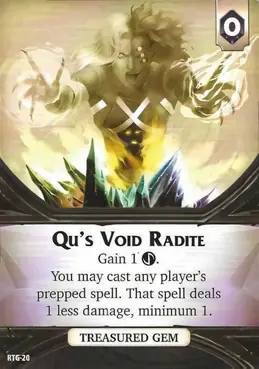 0
Qu's Void Radite
Gain 1 .
You may cast any player's
prepped spell. That spell deals
1 less damage, minimum 1.
TREASURED GEM
RTG-20